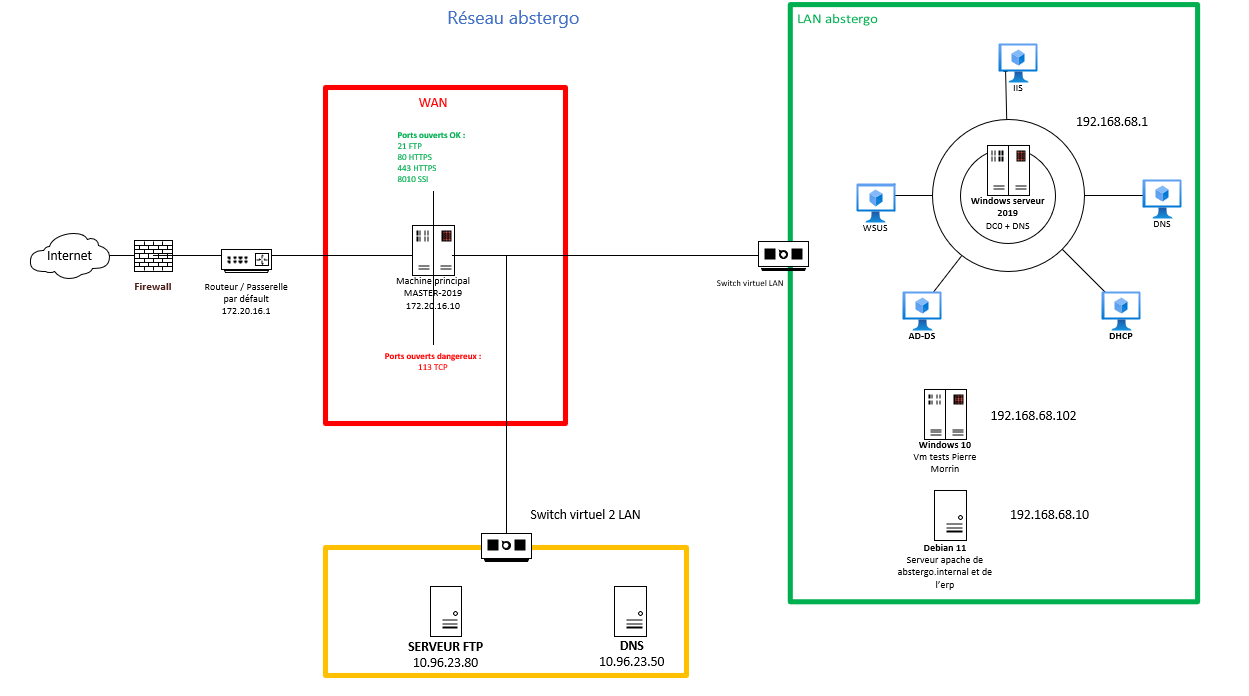 Réseau abstergo
LAN abstergo
IIS
192.168.68.1
WAN
Ports ouverts OK :
21 FTP
80 HTTPS
443 HTTPS
8010 SSI
Windows serveur
2019
DC0 + DNS
WSUS
DNS
Internet
Firewall
Routeur / Passerelle
par défault
172.20.16.1
Machine principal
MASTER-2019
172.20.16.10
Switch virtuel LAN
AD-DS
DHCP
Ports ouverts dangereux :
113 TCP
192.168.68.102
Windows 10
Vm tests Pierre
Morrin
Switch virtuel 2 LAN
192.168.68.10
Debian 11
Serveur apache de
abstergo.internal et de
l'erp
SERVEUR FTP
10.96.23.80
DNS
10.96.23.50